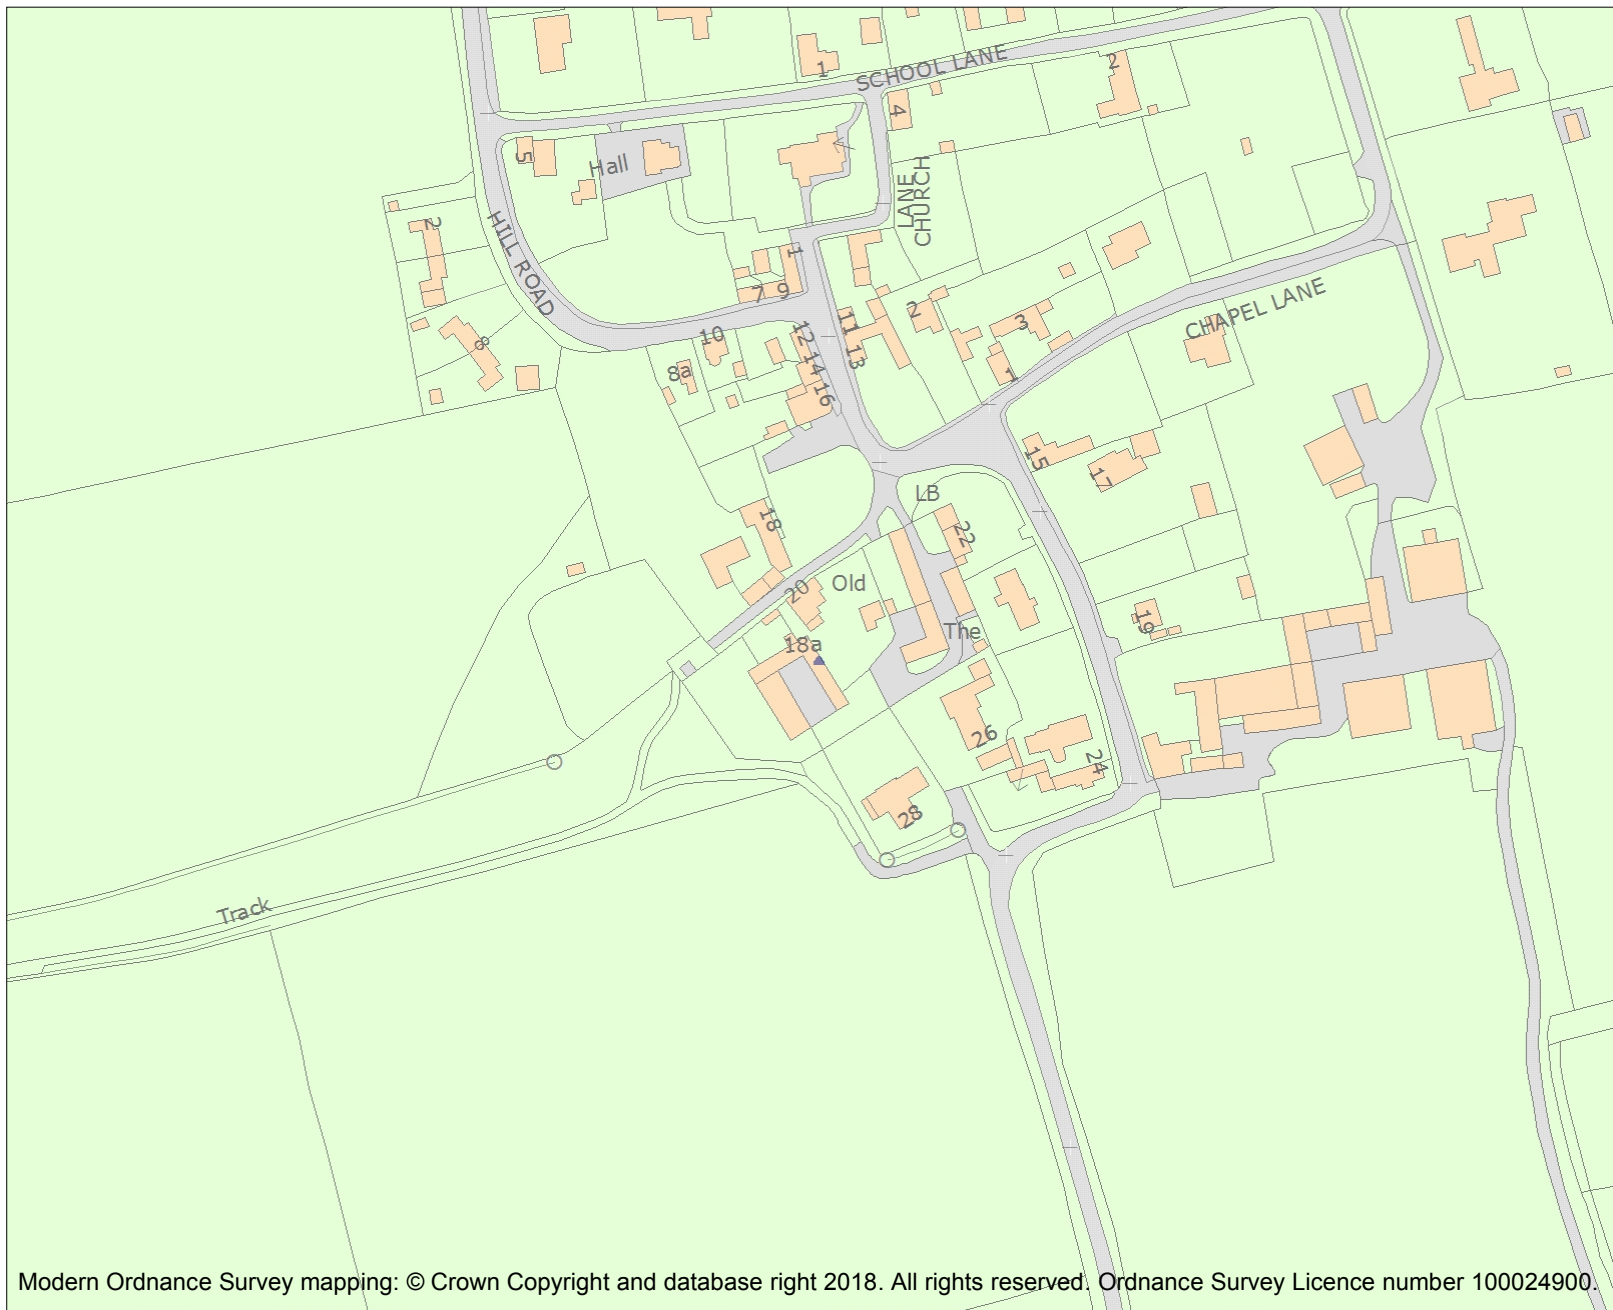 1
SCHOOL LANE
2
4
5
Hall
LANE
CHURCH
2
HILL ROAD
1
7
9
2
CHAPEL LANE
10
12
11
3
13
14
8
8a
16
1
15
17
LB
18
22
20
Old
19
The
18a
26
24
28
Track
Modern Ordnance Survey mapping: © Crown Copyright and database right 2018. All rights reserved. Ordnance Survey Licence number 100024900.